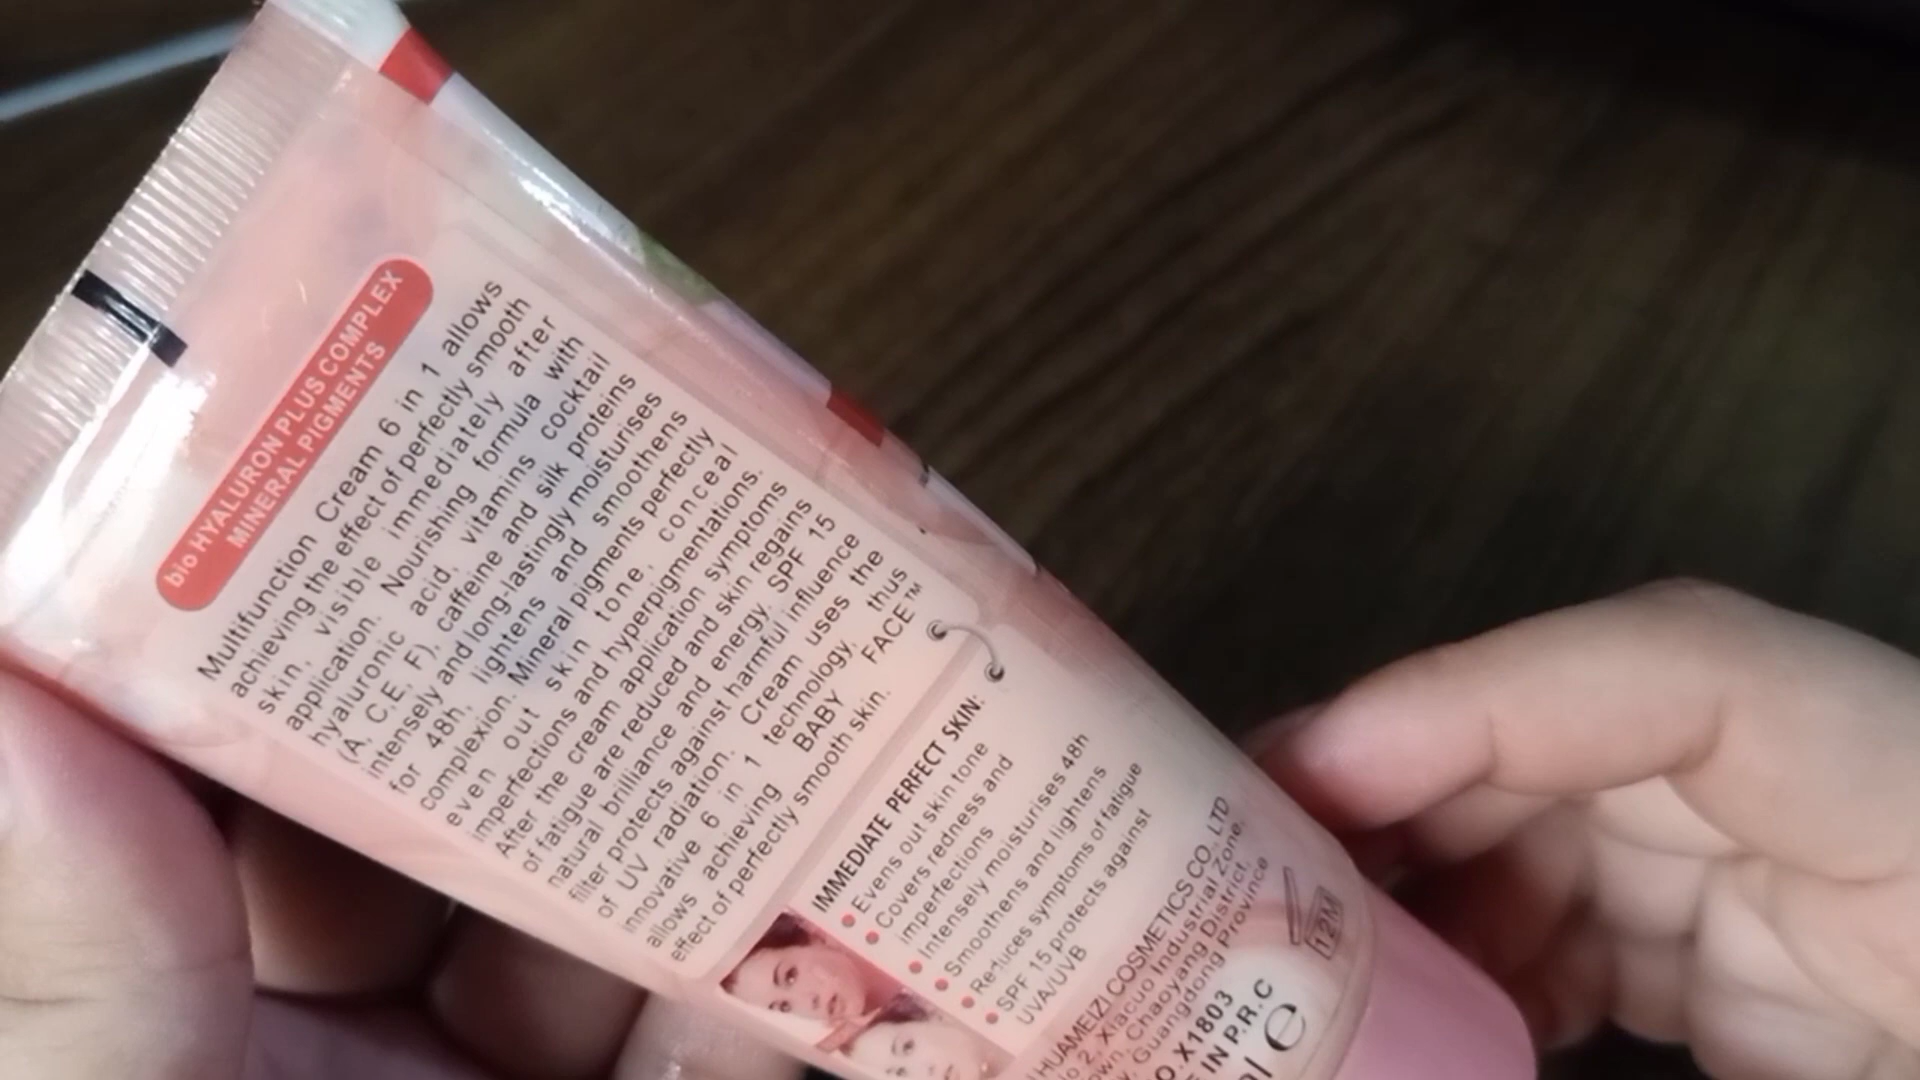 bio HYALURON PLUS COMPLEX
MINERAL PIGMENTS
Multifunction Cream 6 in 1 allows
achieving the effect of perfectly smooth
skin, visible immediately after
application. Nourishing formula with
hyaluronic acid, vitamins cocktail
(A, C.E, F), caffeine and silk proteins
intensely and long-lastingly moisturises
for 48h, lightens and smoothens
complexion. Mineral pigments perfectly
even out skin tone, conceal
imperfections and hyperpigmentations.
After the cream application symptoms
of fatigue are reduced and skin regains
natural brilliance and energy. SPF 15
filter protects against harmful influence
of UV radiation. Cream uses the
innovative 6 in 1 technology, thus
allows achieving BABY FACE™
effect of perfectly smooth skin.
IMMEDIATE PERFECT SKIN:
• Evens out skin tone
• Covers redness and
imperfections
• Intensely moisturises 48h
• Smoothens and lightens
• Reduces symptoms of fatigue
• SPF 15 protects against
UVA/UVB
HUAMEIZI COSMETICS CO., LTD
2, Xiacuo Industrial Zone,
Chaoyang District,
Guangdong Province
X1803
IN P.R.C
e
12M